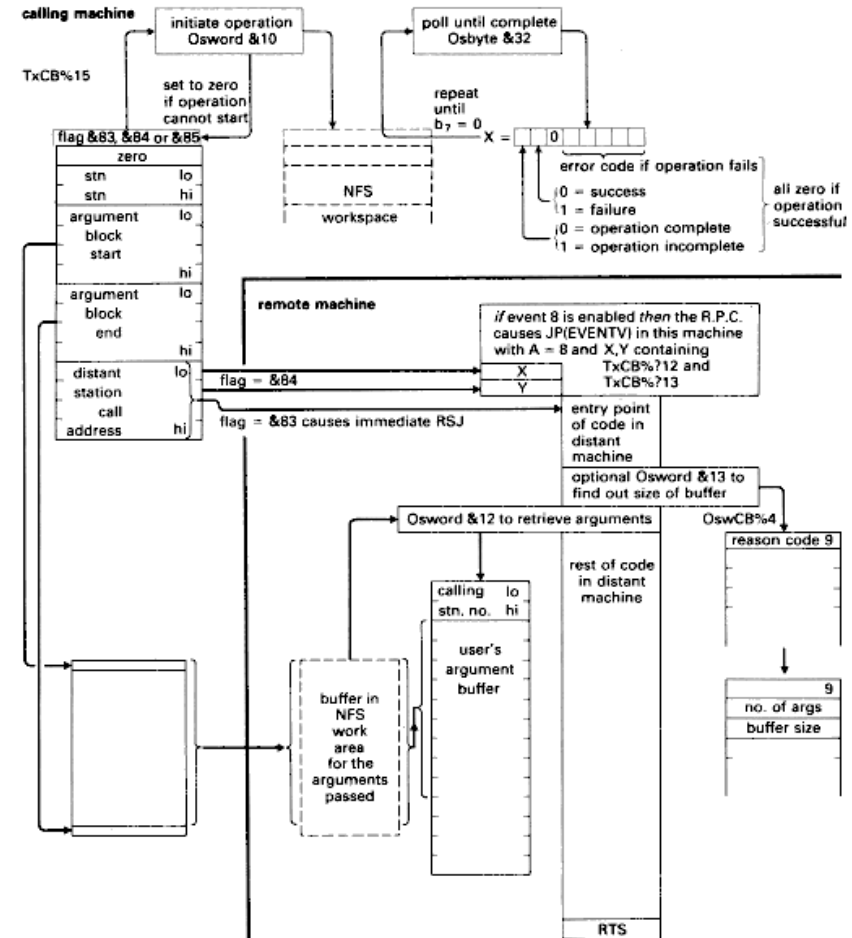 calling machine
initiate operation
Osword &10
poll until complete
Osbyte &32
TxCB%15
set to zero
if operation
cannot start
repeat
until
b7 = 0
X =
0
flag &83, &84 or &85
zero
stn lo
stn hi
argument lo
block
start
hi
argument lo
block
end
hi
distant lo
station
call
address hi
NFS
workspace
error code if operation fails
0 = success
1 = failure
0 = operation complete
1 = operation incomplete
all zero if
operation
successful
remote machine
if event 8 is enabled then the R.P.C.
causes JP(EVENTV) in this machine
with A = 8 and X,Y containing
TxCB%?12 and
TxCB%?13
X
Y
flag = &84
flag = &83 causes immediate RSJ
entry point
of code in
distant
machine
optional Osword &13 to
find out size of buffer
Osword &12 to retrieve arguments
OswCB%4
reason code 9
rest of code
in distant
machine
calling lo
stn. no. hi
user's
argument
buffer
buffer in
NFS
work
area
for the
arguments
passed
9
no. of args
buffer size
RTS